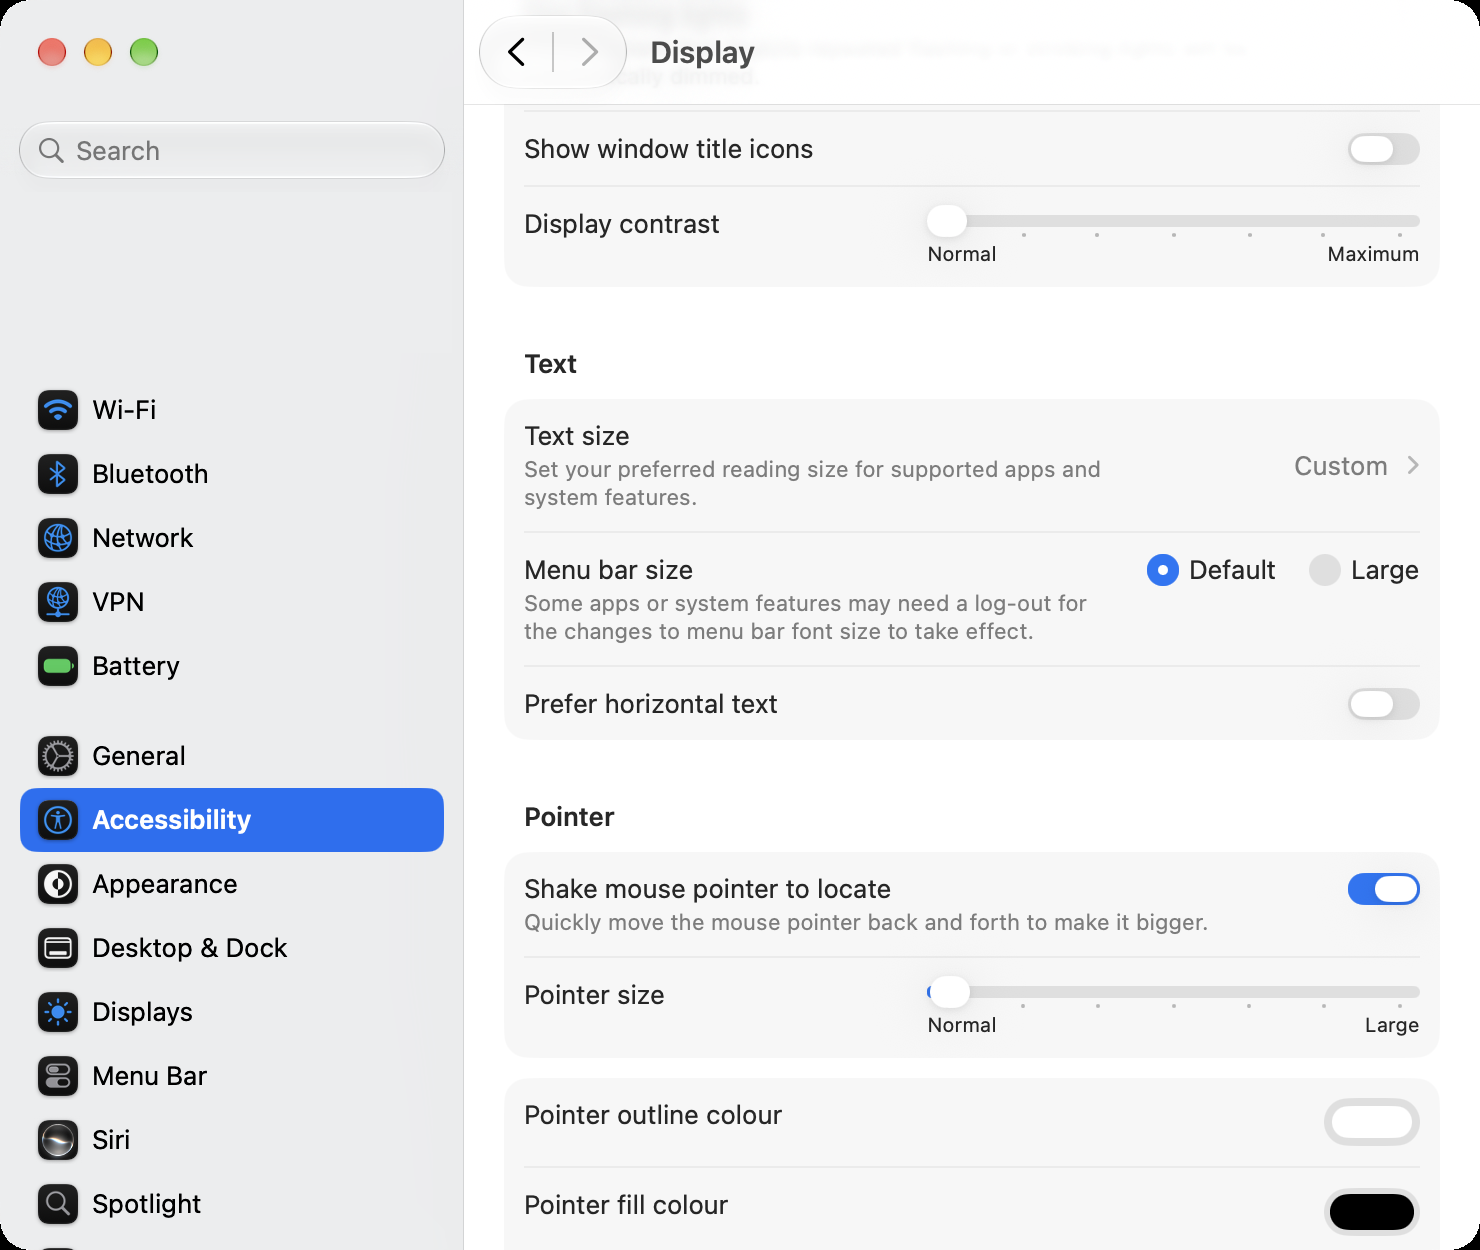 Search
Wi-Fi
Bluetooth
Network
VPN
Battery
General
Accessibility
Appearance
Desktop & Dock
Displays
Menu Bar
Siri
Spotlight
Display
Show window title icons
Display contrast
Normal
Maximum
Text
Text size
Set your preferred reading size for supported apps and
system features.
Custom
Menu bar size
Some apps or system features may need a log-out for
the changes to menu bar font size to take effect.
Default
Large
Prefer horizontal text
Pointer
Shake mouse pointer to locate
Quickly move the mouse pointer back and forth to make it bigger.
Pointer size
Normal
Large
Pointer outline colour
Pointer fill colour